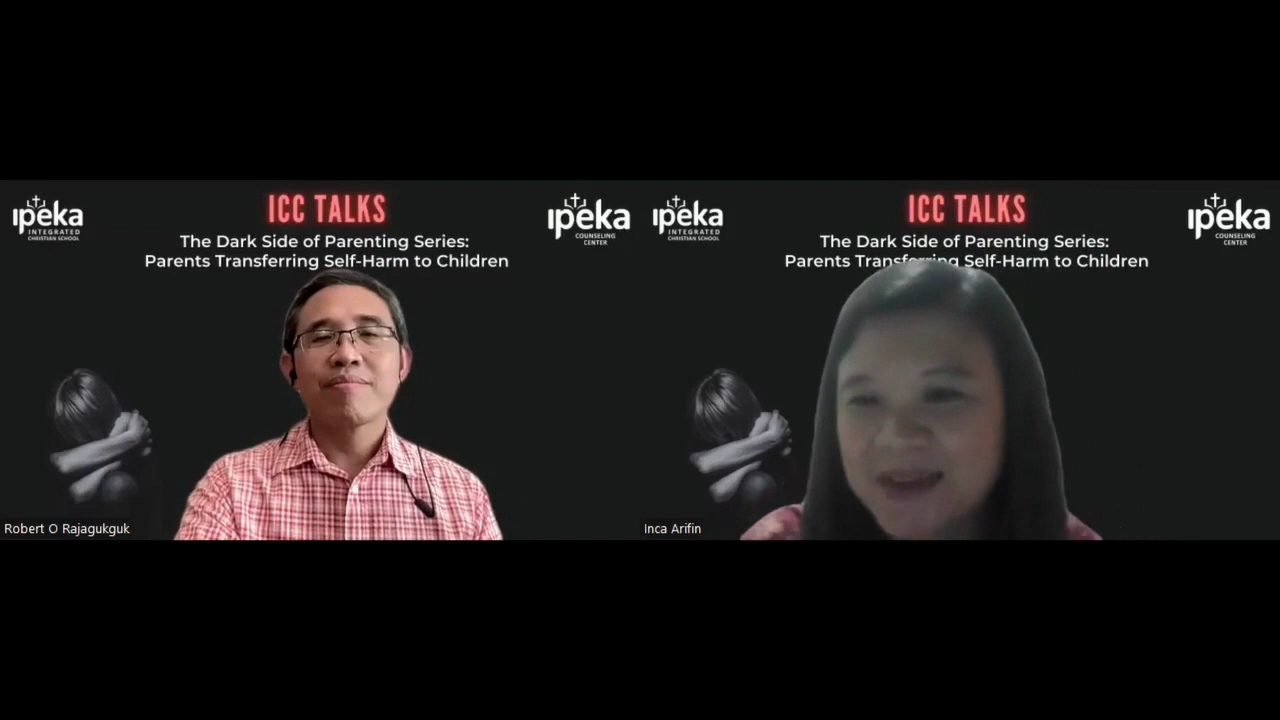 ipeka
INTEGRATED
CHRISTIAN SCHOOL
ICC TALKS
The Dark Side of Parenting Series:
Parents Transferring Self-Harm to Children
ipeka
COUNSELING
CENTER
Robert O Rajagukguk
ipeka
INTEGRATED
CHRISTIAN SCHOOL
ICC TALKS
The Dark Side of Parenting Series:
Parents Transferring Self-Harm to Children
ipeka
COUNSELING
CENTER
Inca Arifin